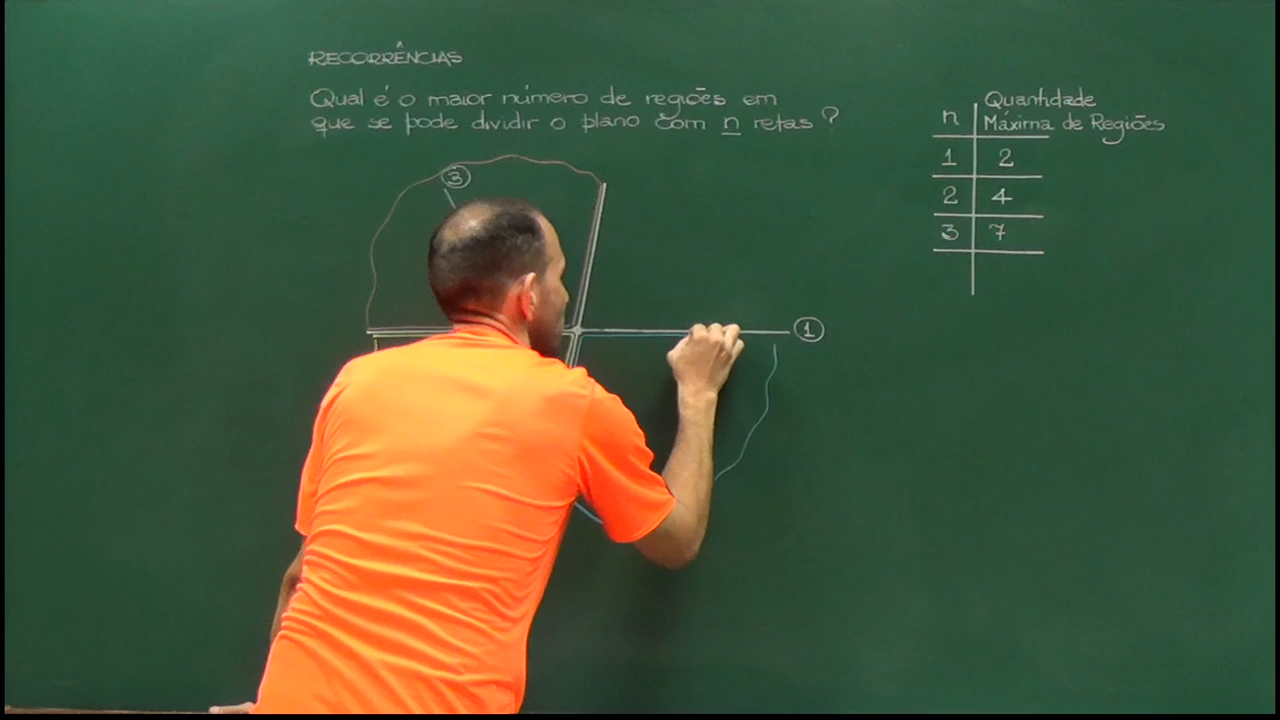 RECORRÊNCIAS
Qual é o maior número de regiões em
que se pode dividir o plano com n retas?
3
1
n Quantidade Máxima de Regiões
1 2
2 4
3 7